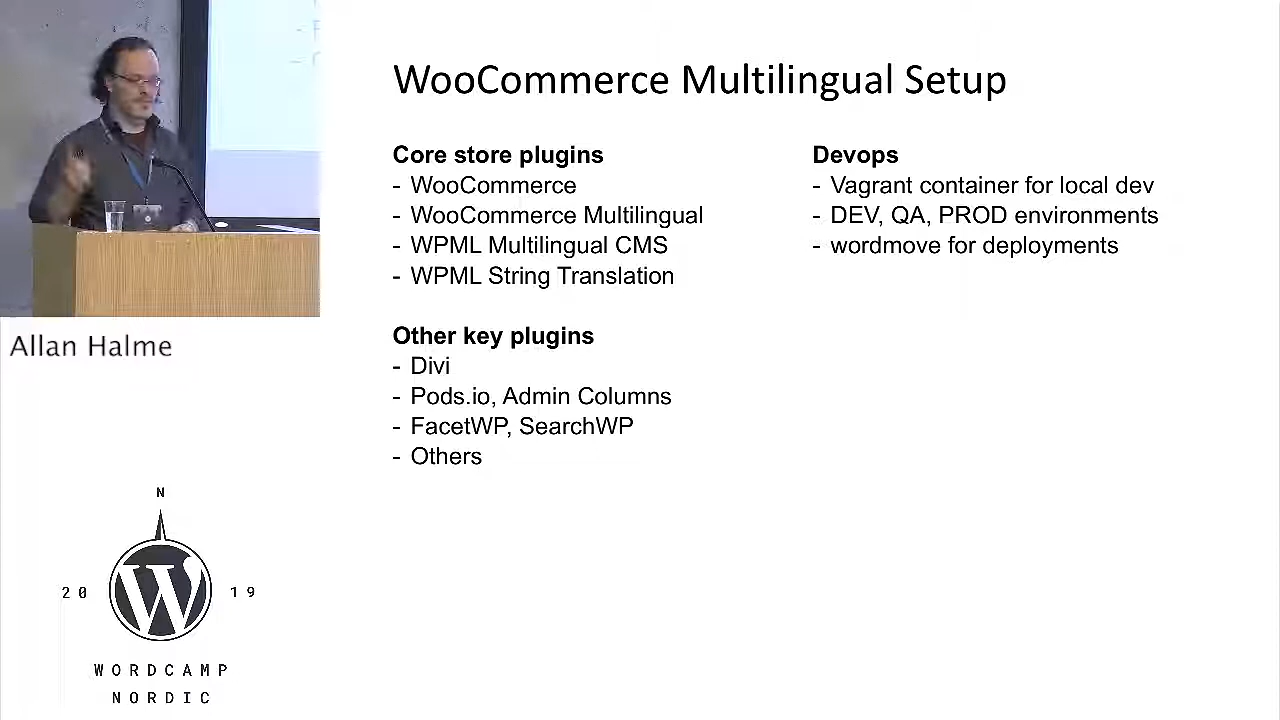 WooCommerce Multilingual Setup
Core store plugins
- WooCommerce
- WooCommerce Multilingual
- WPML Multilingual CMS
- WPML String Translation
Other key plugins
- Divi
- Pods.io, Admin Columns
- FacetWP, SearchWP
- Others
Devops
- Vagrant container for local dev
- DEV, QA, PROD environments
- wordmove for deployments
Allan Halme
N
20 19
WORDCAMP
NORDIC